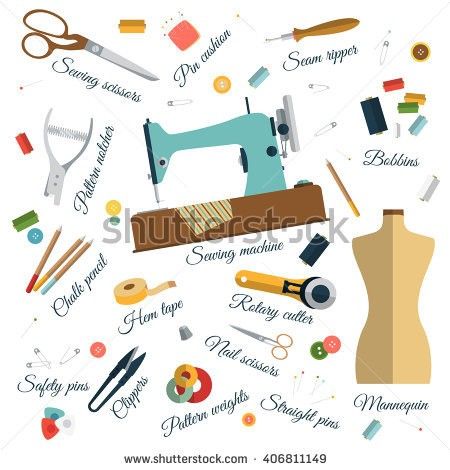 Sewing scissors
Pin cushion
Seam ripper
Pattern notcher
Bobbins
shutterstock
Sewing machine
Chalk pencil
Hem tape
Rotary cutter
Nail scissors
Safety pins
Clippers
Pattern weights
Straight pins
Mannequin
www.shutterstock.com · 406811149